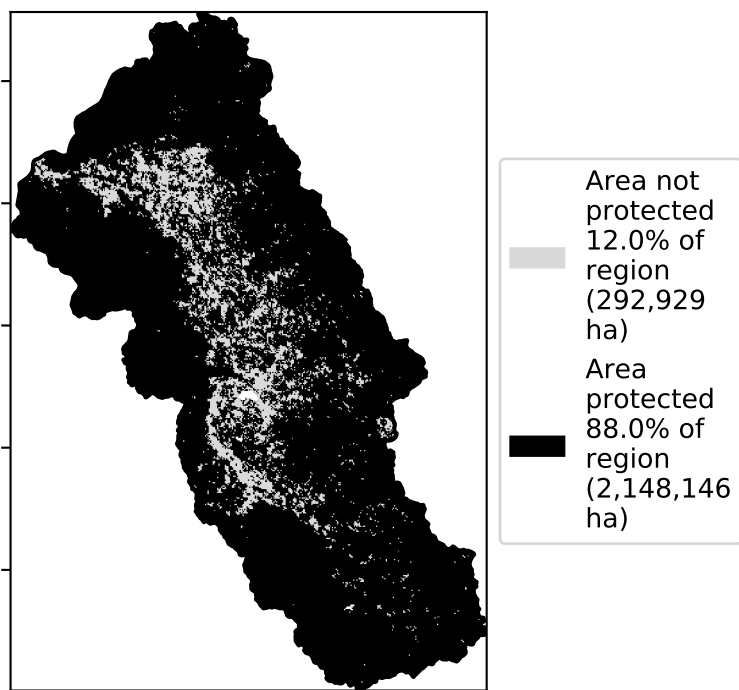 Area not
protected
12.0% of
region
(292,929
ha)
Area
protected
88.0% of
region
(2,148,146
ha)